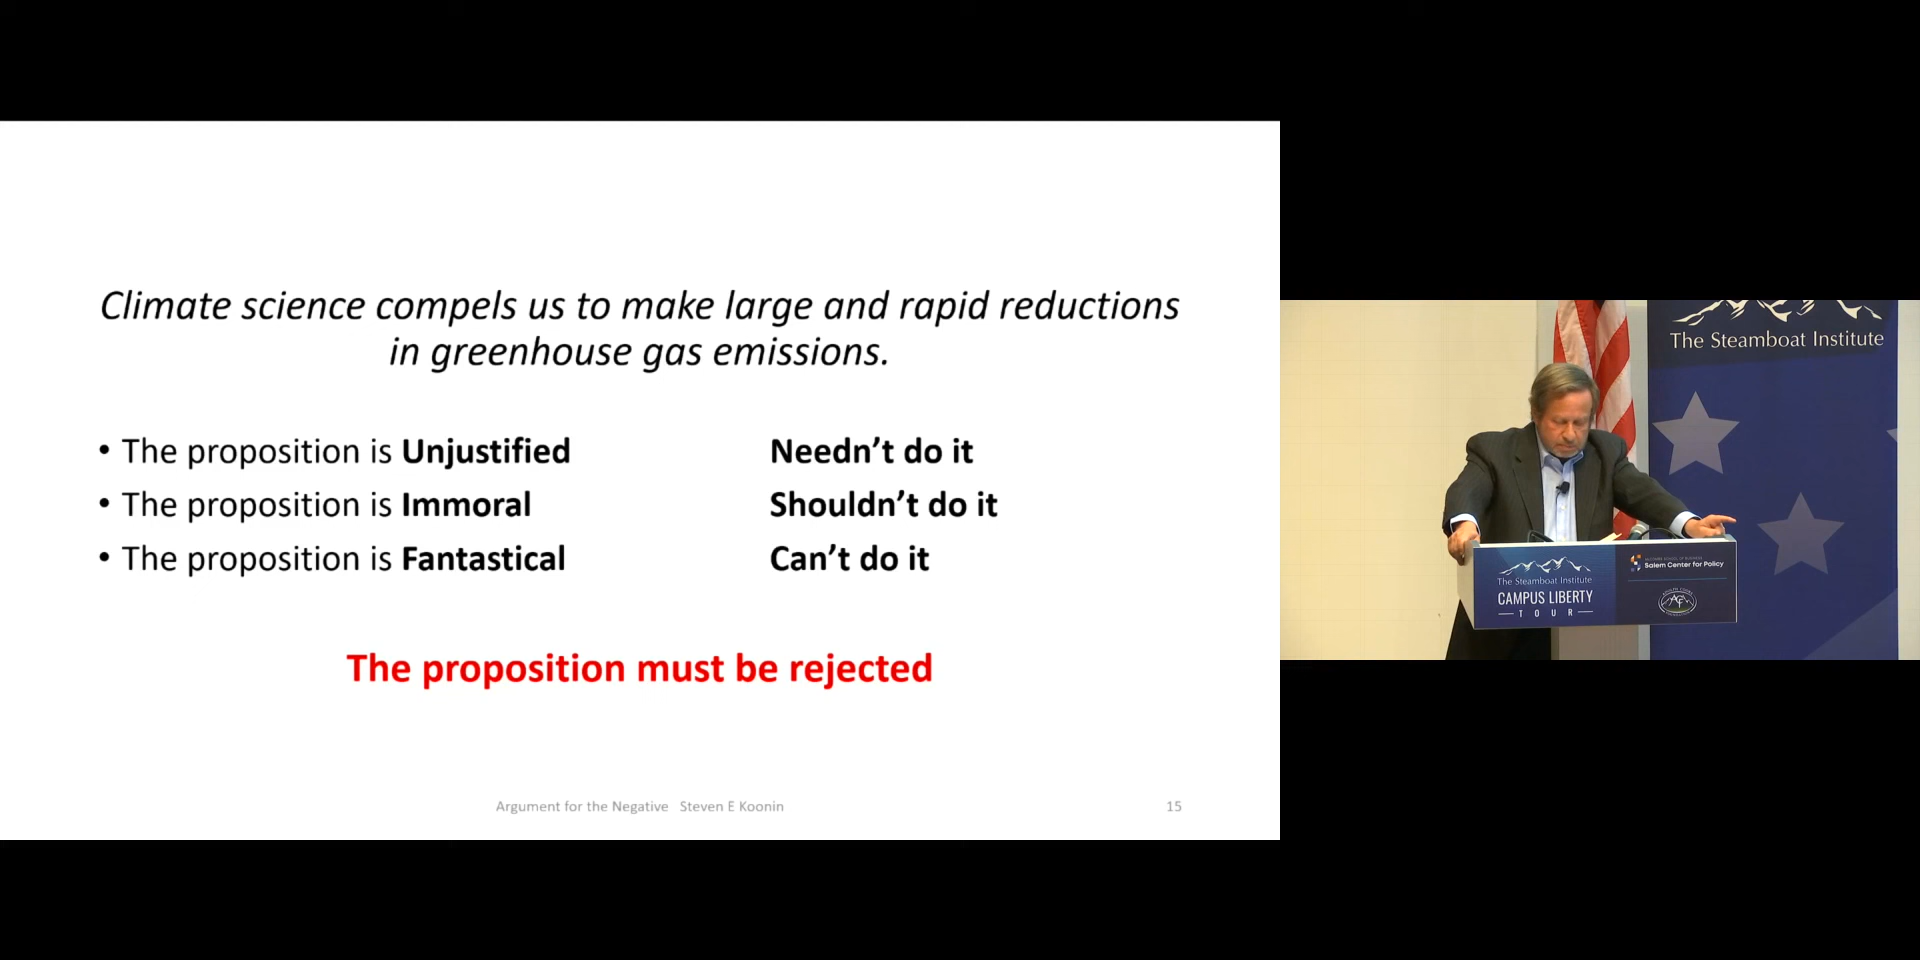 Climate science compels us to make large and rapid reductions
in greenhouse gas emissions.
• The proposition is Unjustified Needn't do it
• The proposition is Immoral Shouldn't do it
• The proposition is Fantastical Can't do it
The proposition must be rejected
Argument for the Negative Steven E Koonin 15
The Steamboat Institute
The Steamboat Institute
CAMPUS LIBERTY
TOUR
Salem Center for Policy